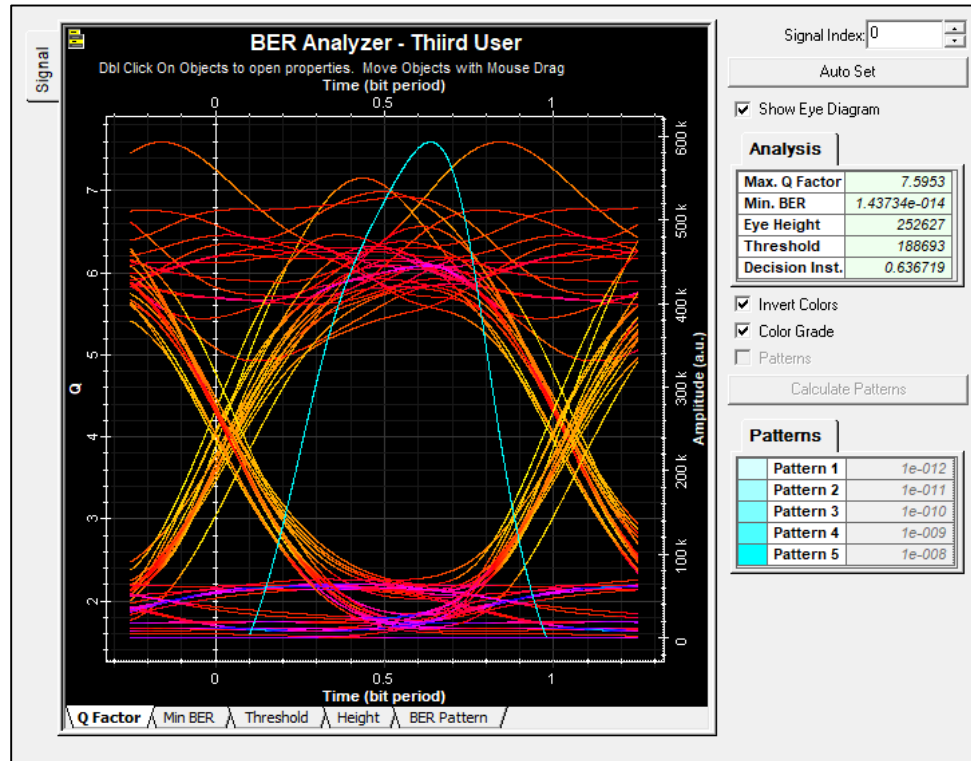 Signal
BER Analyzer - Thiird User
Dbl Click On Objects to open properties.  Move Objects with Mouse Drag
Time (bit period)
0 0.5 1
Q
7
6
5
4
3
2
Amplitude (a.u.)
600 k
500 k
400 k
300 k
200 k
100 k
0
0 0.5 1
Time (bit period)
Q Factor Min BER Threshold Height BER Pattern
Signal Index: 0
Auto Set
Show Eye Diagram
Analysis
Max. Q Factor 7.5953
Min. BER 1.43734e-014
Eye Height 252627
Threshold 188693
Decision Inst. 0.636719
Invert Colors
Color Grade
Patterns
Calculate Patterns
Patterns
Pattern 1 1e-012
Pattern 2 1e-011
Pattern 3 1e-010
Pattern 4 1e-009
Pattern 5 1e-008